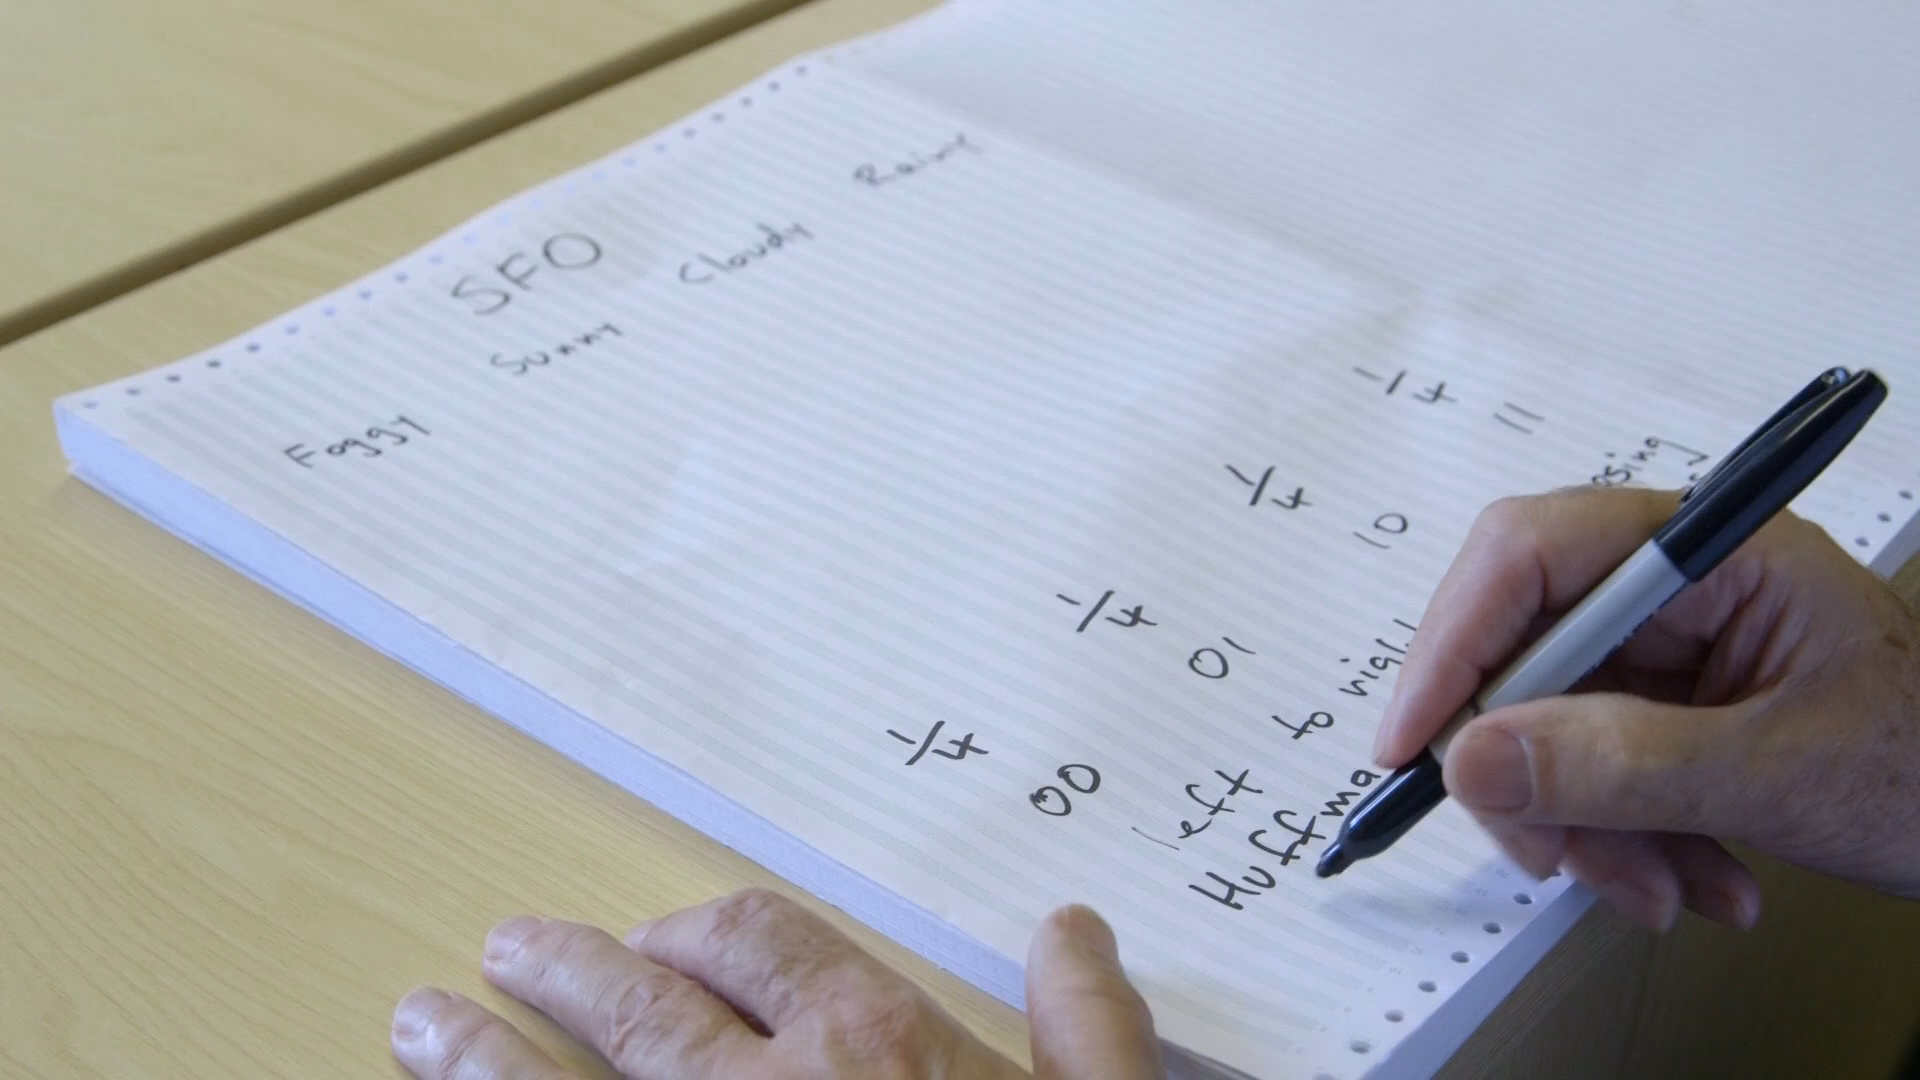 SFO
Foggy Sunny Cloudy Rainy
1/4 1/4 1/4 1/4
00 01 10 11
left to
Huffma